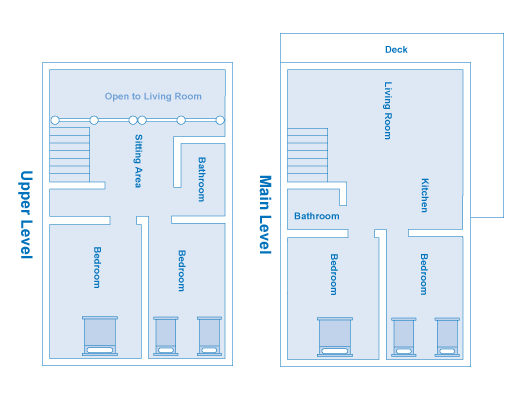 Upper Level
Open to Living Room
Sitting Area
Bathroom
Bedroom
Bedroom
Main Level
Deck
Living Room
Kitchen
Bathroom
Bedroom
Bedroom